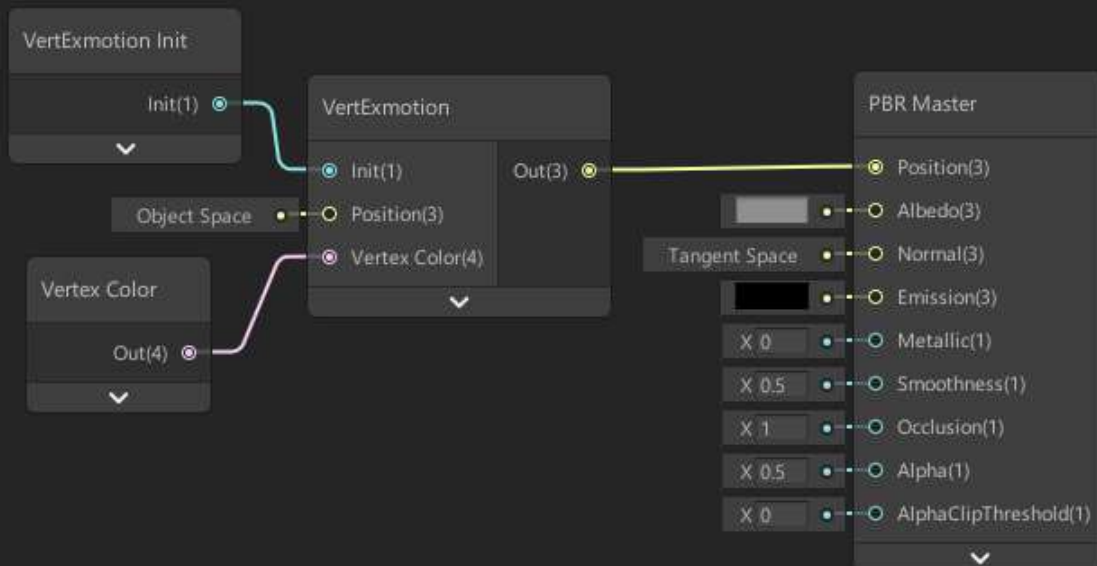 VertExmotion Init
Init(1)
VertExmotion
Init(1)
Out(3)
Object Space
Position(3)
Vertex Color(4)
Vertex Color
Out(4)
PBR Master
Position(3)
Albedo(3)
Tangent Space
Normal(3)
Emission(3)
X 0
Metallic(1)
X 0.5
Smoothness(1)
X 1
Occlusion(1)
X 0.5
Alpha(1)
X 0
AlphaClipThreshold(1)